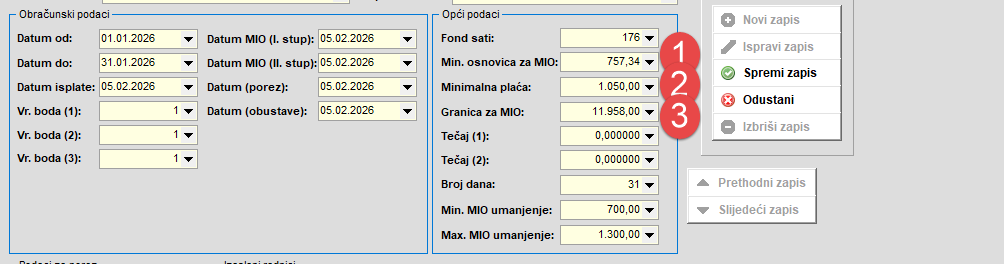 Obračunski podaci
Datum od: 01.01.2026 Datum MIO (I. stup): 05.02.2026
Datum do: 31.01.2026 Datum MIO (II. stup): 05.02.2026
Datum isplate: 05.02.2026 Datum (porez): 05.02.2026
Vr. boda (1): 1 Datum (obustave): 05.02.2026
Vr. boda (2): 1
Vr. boda (3): 1
Opći podaci
Fond sati: 176
Min. osnovica za MIO: 757,34 1
Minimalna plaća: 1.050,00 2
Granica za MIO: 11.958,00 3
Tečaj (1): 0,000000
Tečaj (2): 0,000000
Broj dana: 31
Min. MIO umanjenje: 700,00
Max. MIO umanjenje: 1.300,00
Novi zapis
Ispravi zapis
Spremi zapis
Odustani
Izbriši zapis
Prethodni zapis
Slijedeći zapis